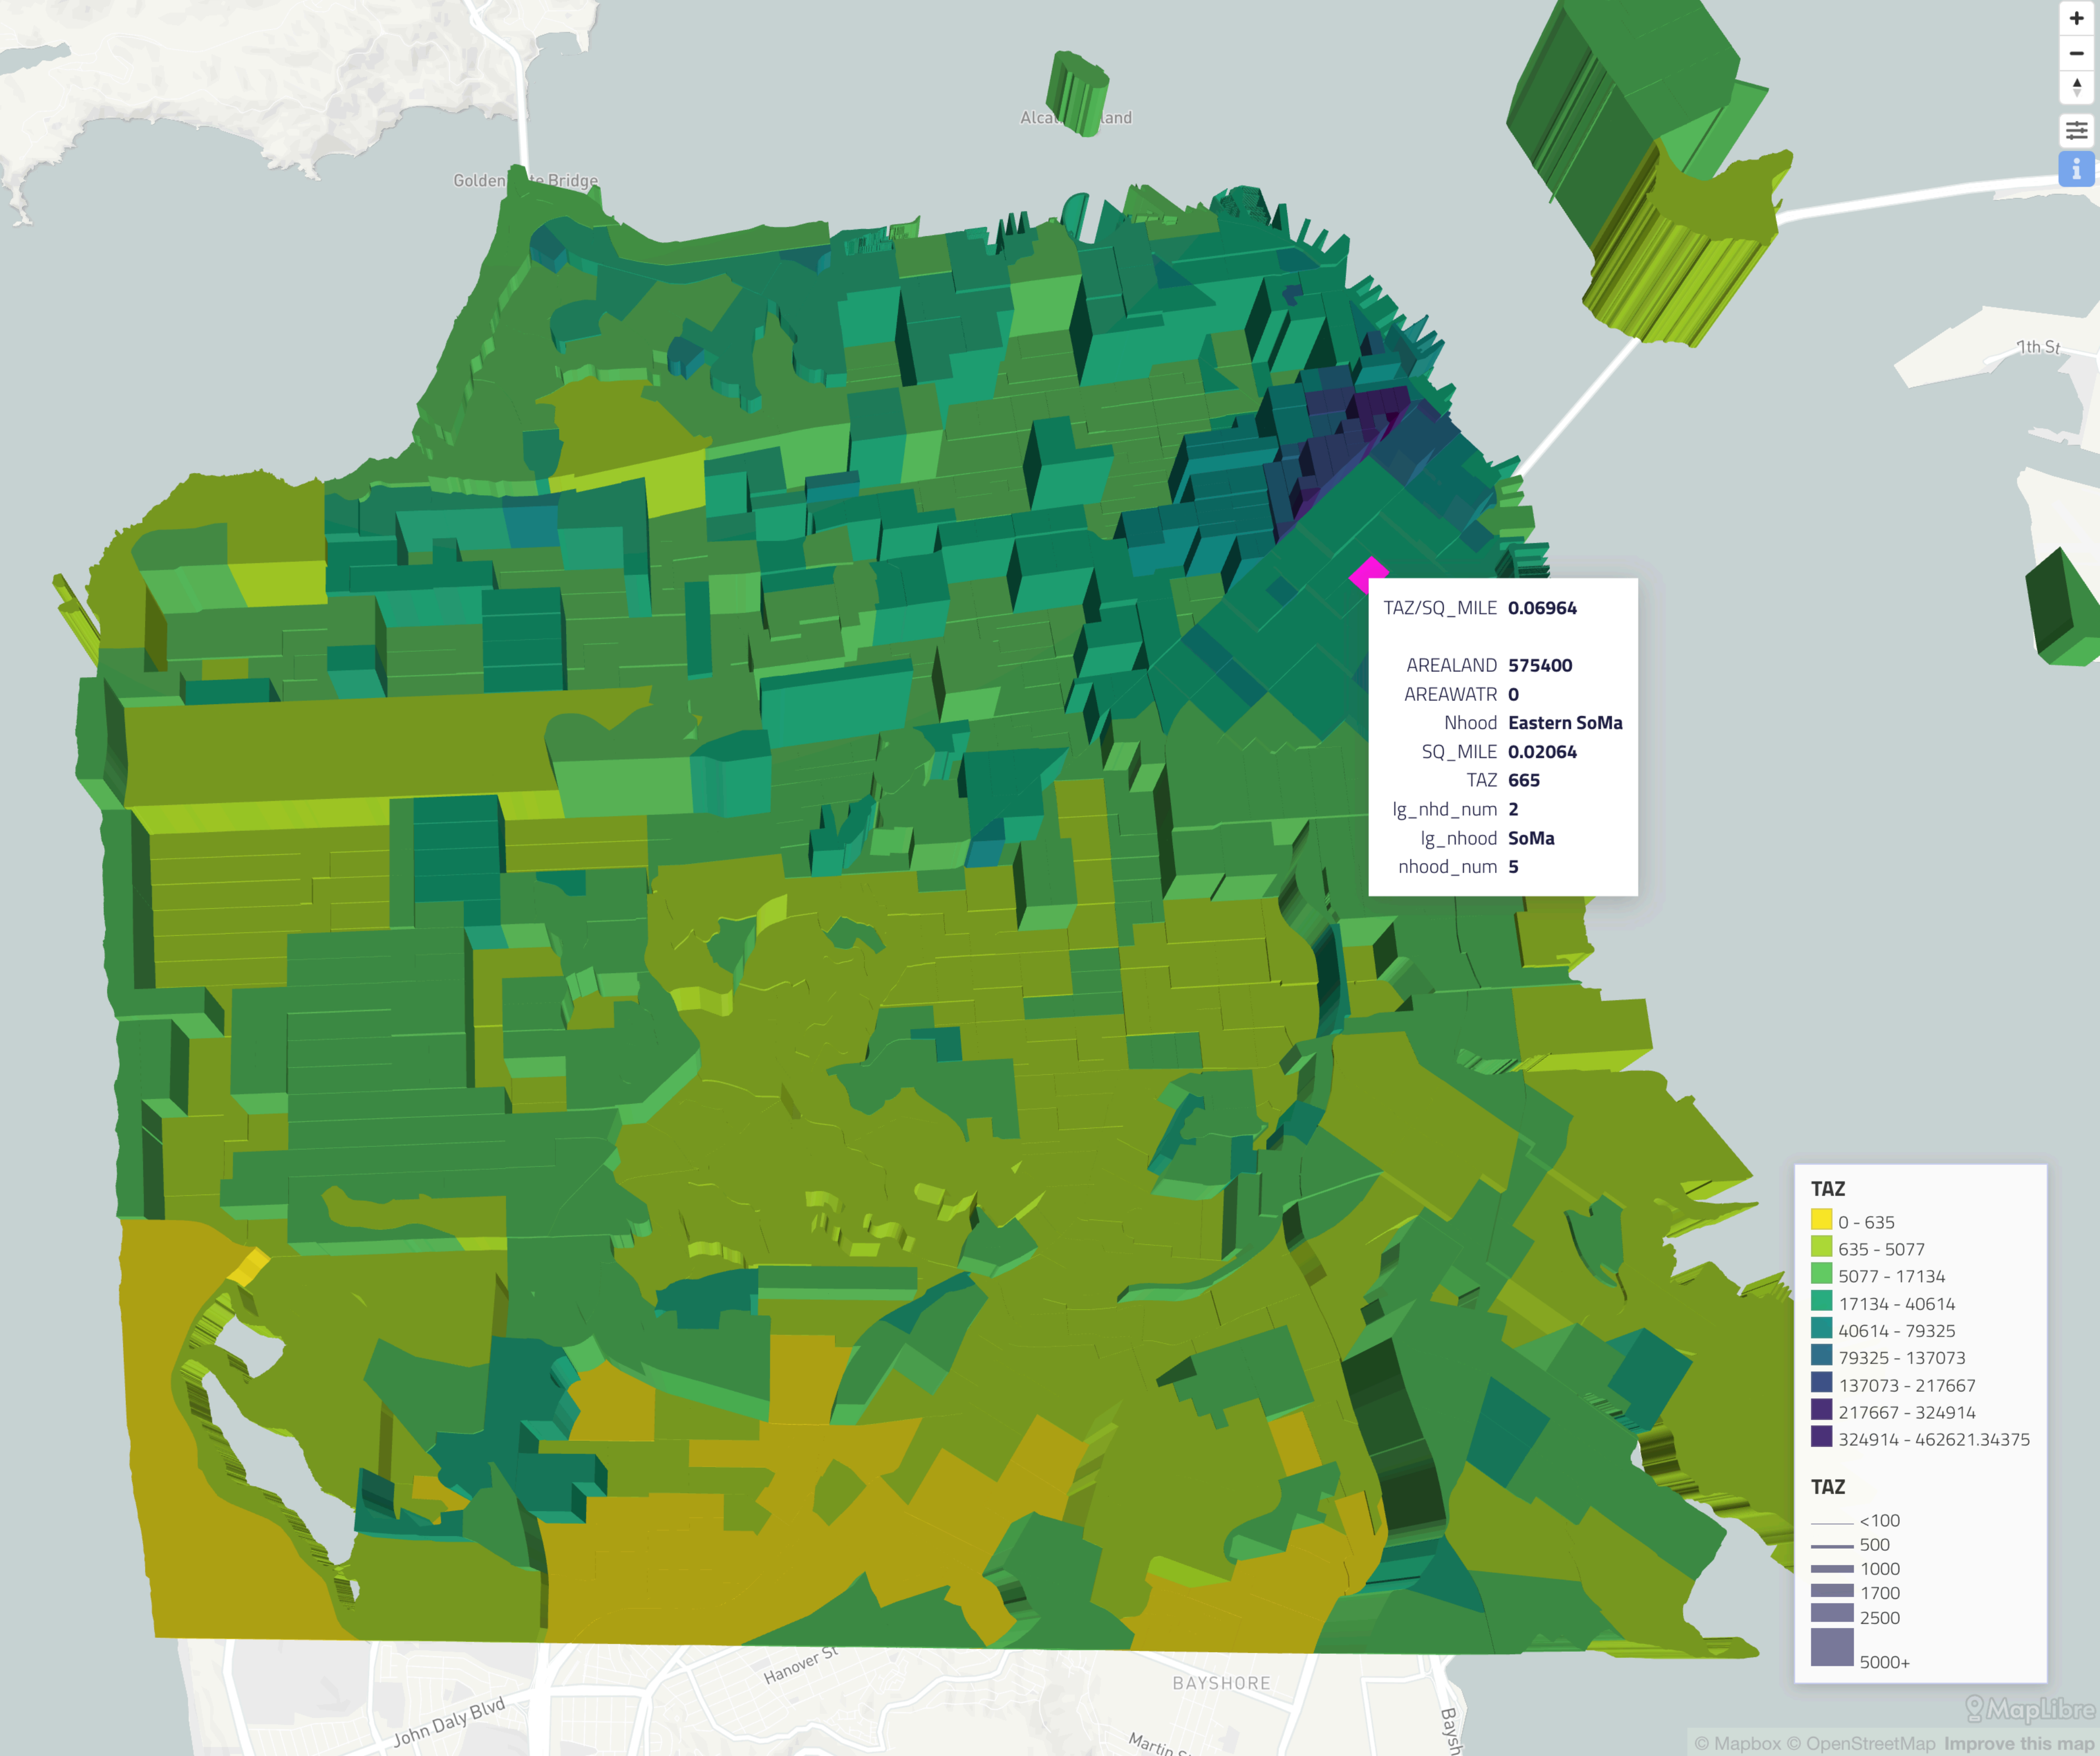 Golden
te Bridge
Alca
land
1th St
TAZ/SQ_MILE 0.06964
AREALAND 575400
AREAWATR 0
Nhood Eastern SoMa
SQ_MILE 0.02064
TAZ 665
lg_nhd_num 2
lg_nhood SoMa
nhood_num 5
TAZ
0 - 635
635 - 5077
5077 - 17134
17134 - 40614
40614 - 79325
79325 - 137073
137073 - 217667
217667 - 324914
324914 - 462621.34375
TAZ
<100
500
1000
1700
2500
5000+
Hanover St
BAYSHORE
John Daly Blvd
Martin S
Baysh
MapLibre
© Mapbox © OpenStreetMap Improve this map